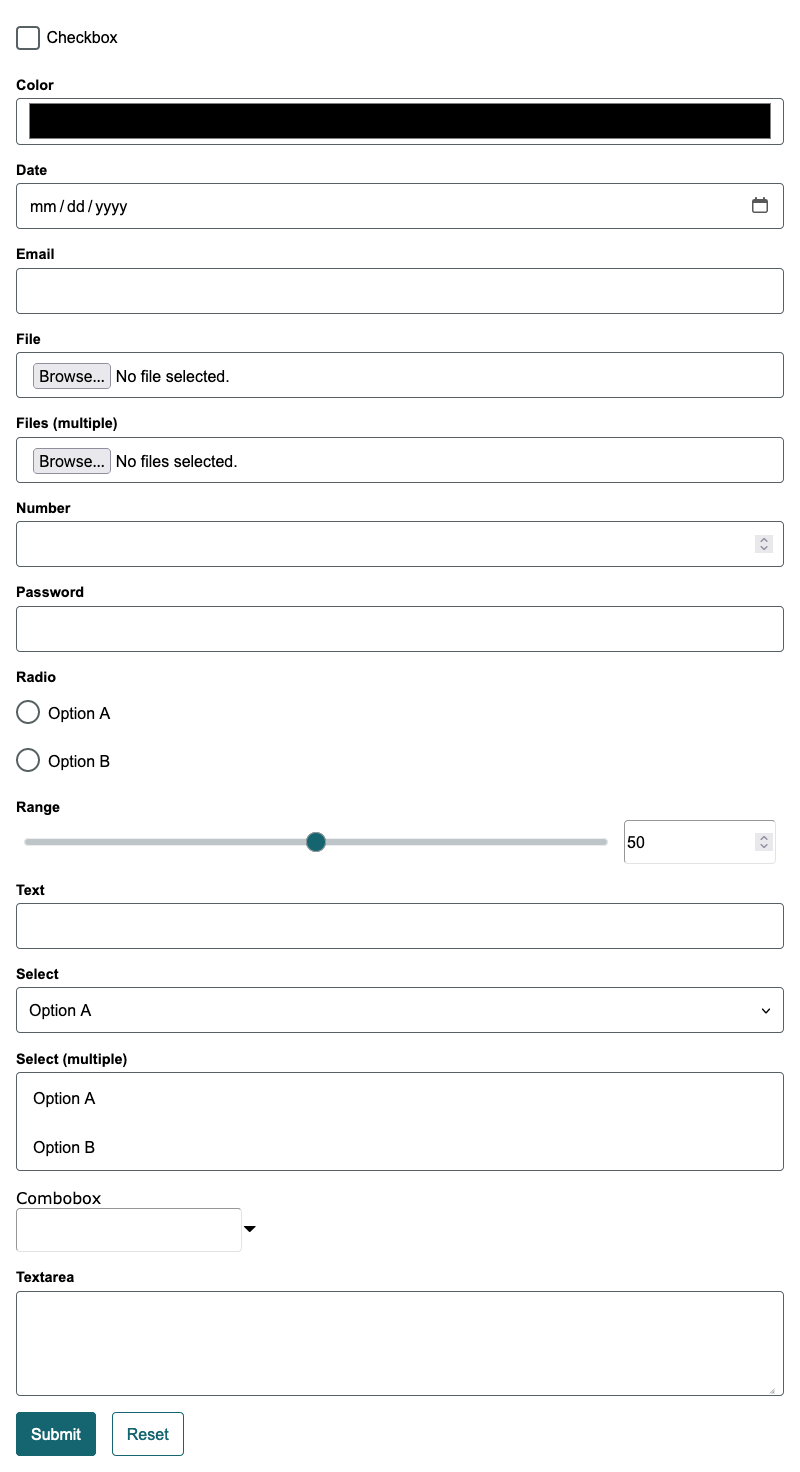 Checkbox
Color
Date
mm/dd/yyyy
Email
File
Browse... No file selected.
Files (multiple)
Browse... No files selected.
Number
Password
Radio
Option A
Option B
Range
50
Text
Select
Option A
Select (multiple)
Option A
Option B
Combobox
Textarea
Submit Reset